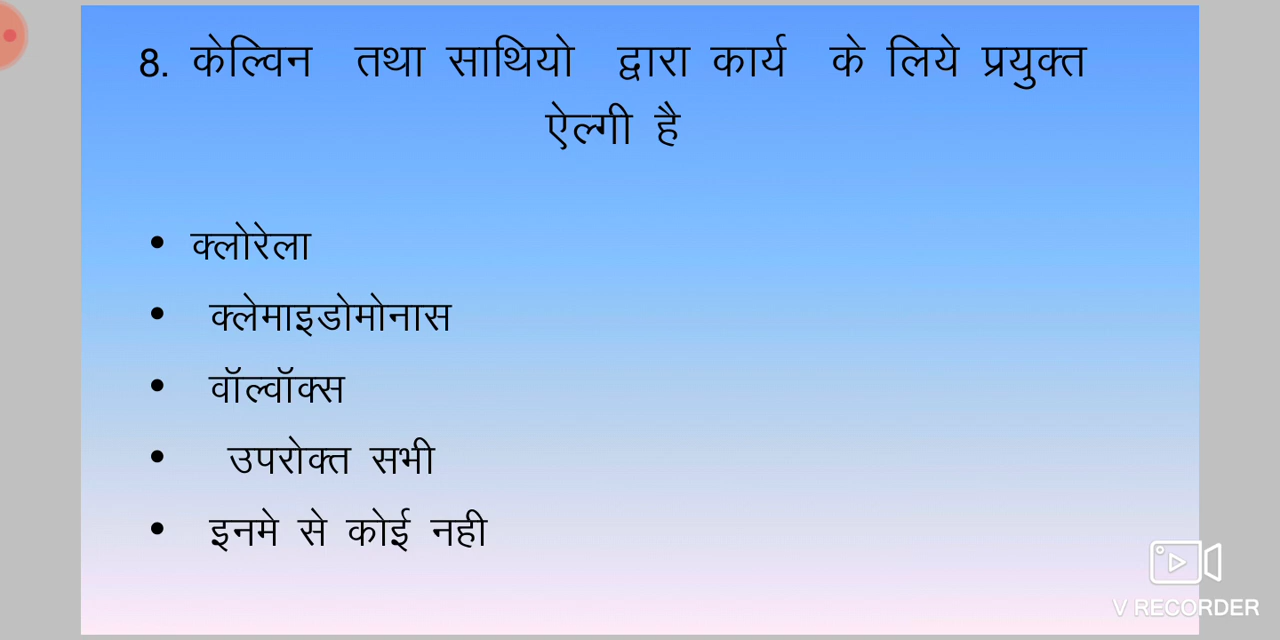 8. केल्विन तथा साथियो द्वारा कार्य के लिये प्रयुक्त
ऐल्गी है
• क्लोरेला
• क्लेमाइडोमोनास
• वॉल्वॉक्स
• उपरोक्त सभी
• इनमे से कोई नही
V RECORDER